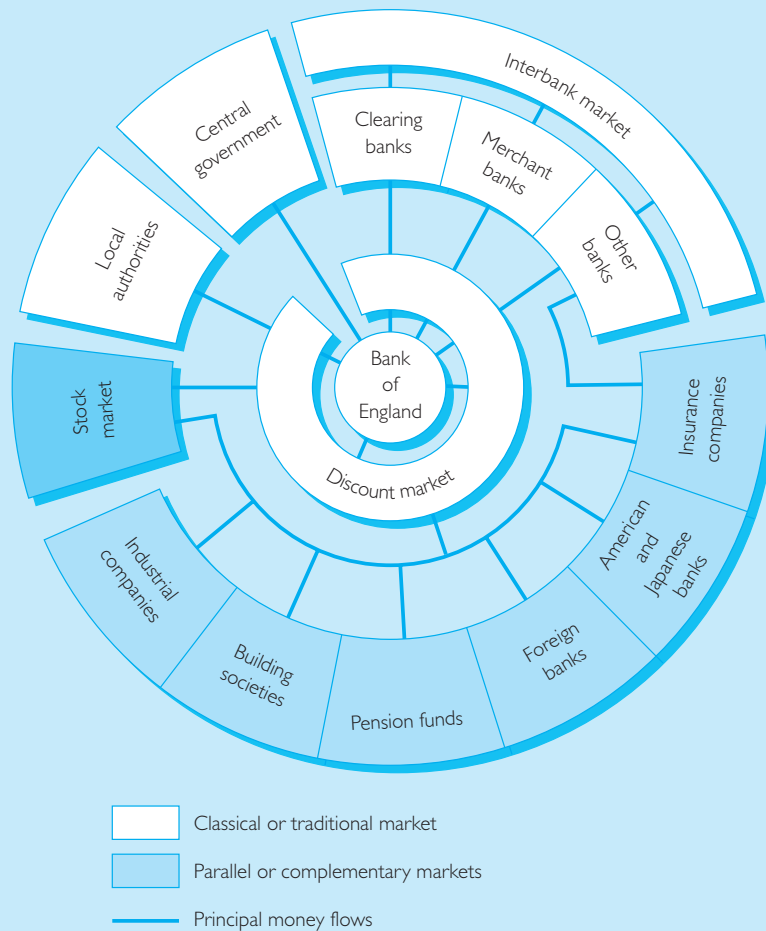 Interbank market
Central
government
Clearing
banks
Merchant
banks
Other
banks
Local
authorities
Stock
market
Bank
of
England
Discount market
Insurance
companies
American
and
Japanese
banks
Foreign
banks
Pension funds
Building
societies
Industrial
companies
Classical or traditional market
Parallel or complementary markets
Principal money flows